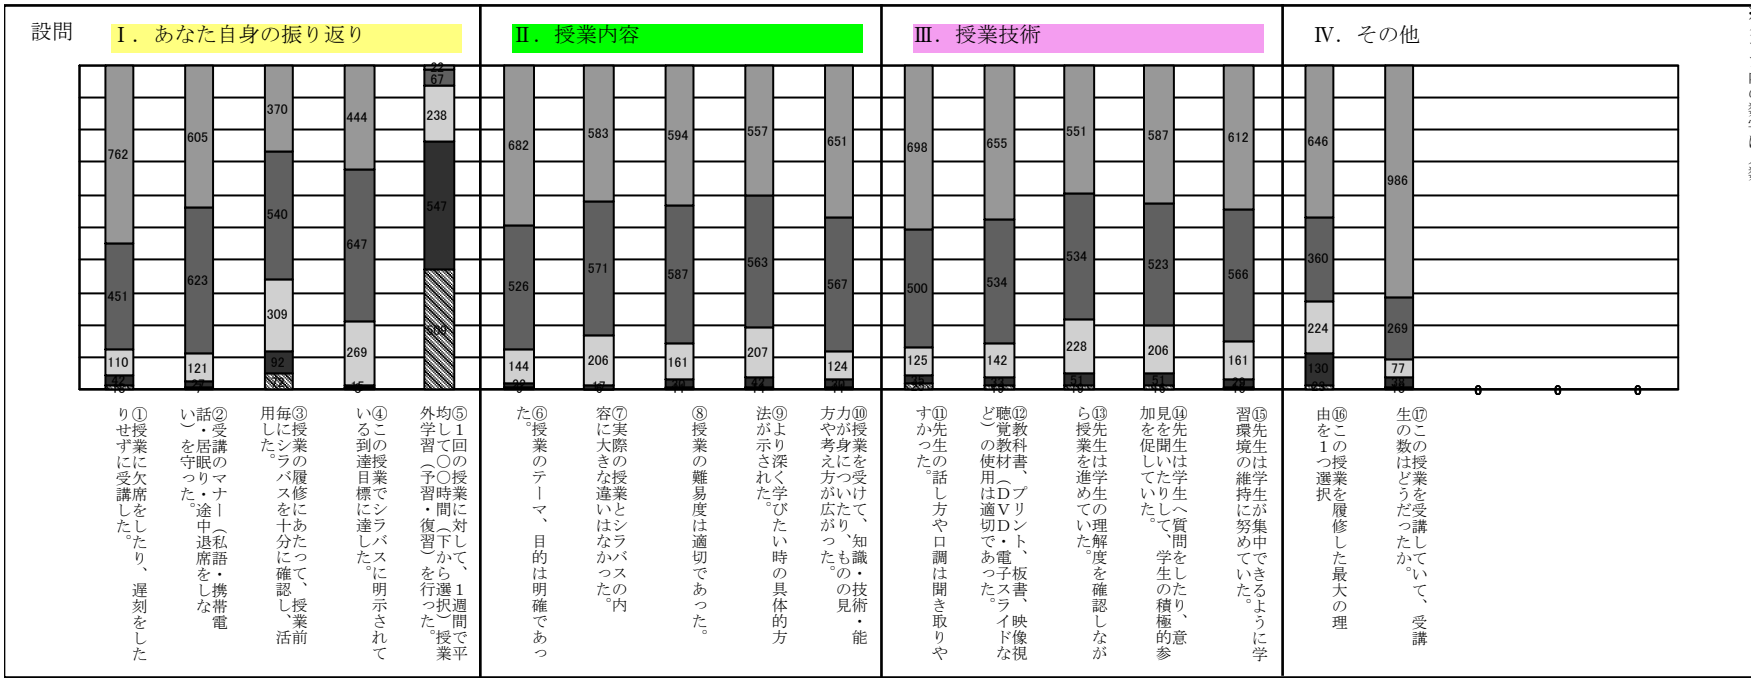 設問
Ⅰ．あなた自身の振り返り
Ⅱ．授業内容
Ⅲ．授業技術
Ⅳ．その他
762
451
110
42
605
623
121
370
540
309
92
72
444
647
269
15
22
67
238
547
509
682
526
144
583
571
206
17
594
587
161
557
563
207
42
651
567
124
698
500
125
655
534
142
551
534
228
51
587
523
206
51
612
566
161
646
360
224
130
986
269
77
0
0
0
①授業に欠席をしたり、遅刻をした
りせずに受講した。
②受講のマナー（私語・携帯電
話・居眠り・途中退席をしな
い）を守った。
③授業の履修にあたって、授業前
毎にシラバスを十分に確認し、活
用した。
④この授業でシラバスに明示されて
いる到達目標に達した。
⑤１回の授業に対して、１週間で平
均して〇〇時間（下から選択）授業
外学習（予習・復習）を行った。
⑥授業のテーマ、目的は明確であっ
た。
⑦実際の授業とシラバスの内
容に大きな違いはなかった。
⑧授業の難易度は適切であった。
⑨より深く学びたい時の具体的方
法が示された。
⑩授業を受けて、知識・技術・能
力が身についたり、ものの見
方や考え方が広がった。
⑪先生の話し方や口調は聞き取りや
すかった。
⑫教科書、プリント、板書、映像視
聴覚教材（ＤＶＤ・電子スライドな
ど）の使用は適切であった。
⑬先生は学生の理解度を確認しなが
ら授業を進めていた。
⑭先生は学生へ質問をしたり、意
見を聞いたりして、学生の積極的参
加を促していた。
⑮先生は学生が集中できるように学
習環境の維持に努めていた。
⑯この授業を履修した最大の理
由を１つ選択
⑰この授業を受講していて、受講
生の数はどうだったか。